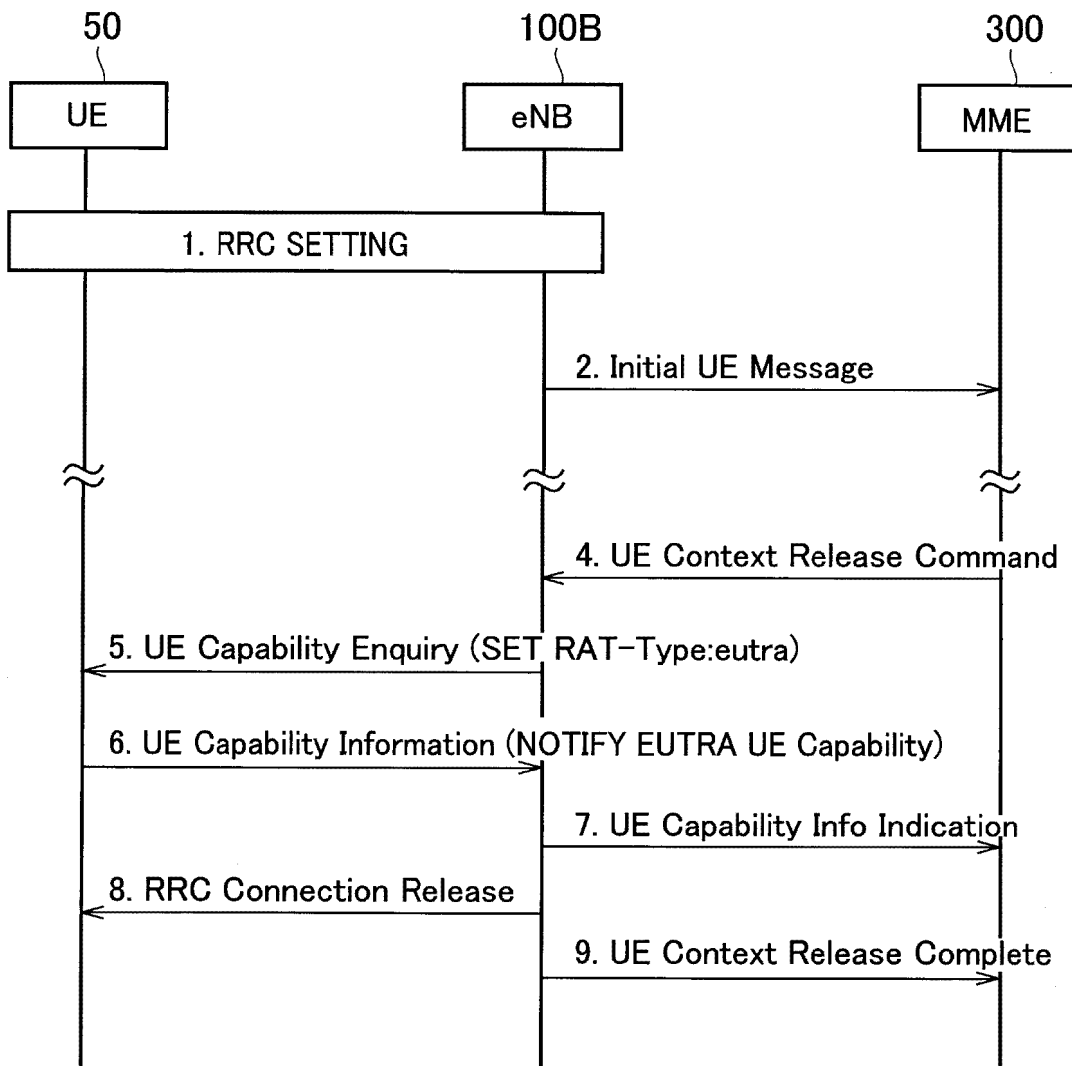 50
100B
300
UE
eNB
MME
1. RRC SETTING
2. Initial UE Message
4. UE Context Release Command
5. UE Capability Enquiry (SET RAT-Type:eutra)
6. UE Capability Information (NOTIFY EUTRA UE Capability)
7. UE Capability Info Indication
8. RRC Connection Release
9. UE Context Release Complete